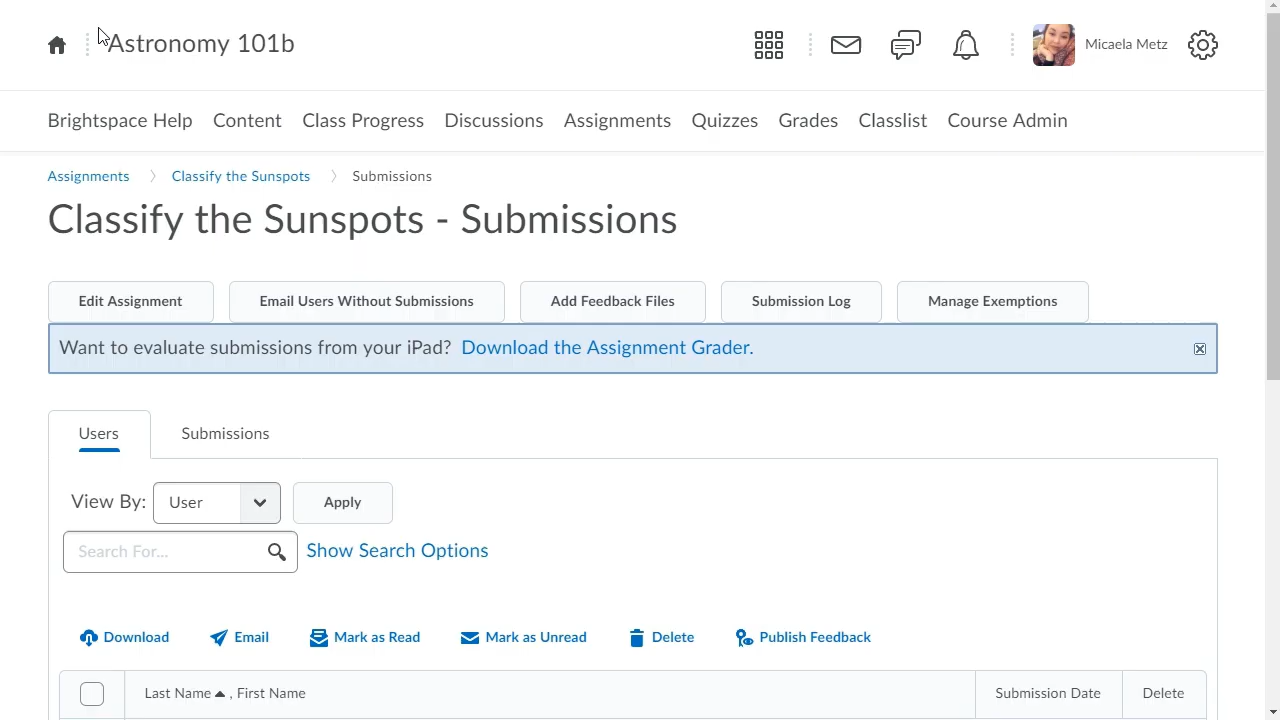 Astronomy 101b
Micaela Metz
Brightspace Help Content Class Progress Discussions Assignments Quizzes Grades Classlist Course Admin
Assignments Classify the Sunspots Submissions
Classify the Sunspots - Submissions
Edit Assignment Email Users Without Submissions Add Feedback Files Submission Log Manage Exemptions
Want to evaluate submissions from your iPad? Download the Assignment Grader.
Users Submissions
View By: User Apply
Search For... Show Search Options
Download Email Mark as Read Mark as Unread Delete Publish Feedback
Last Name , First Name Submission Date Delete